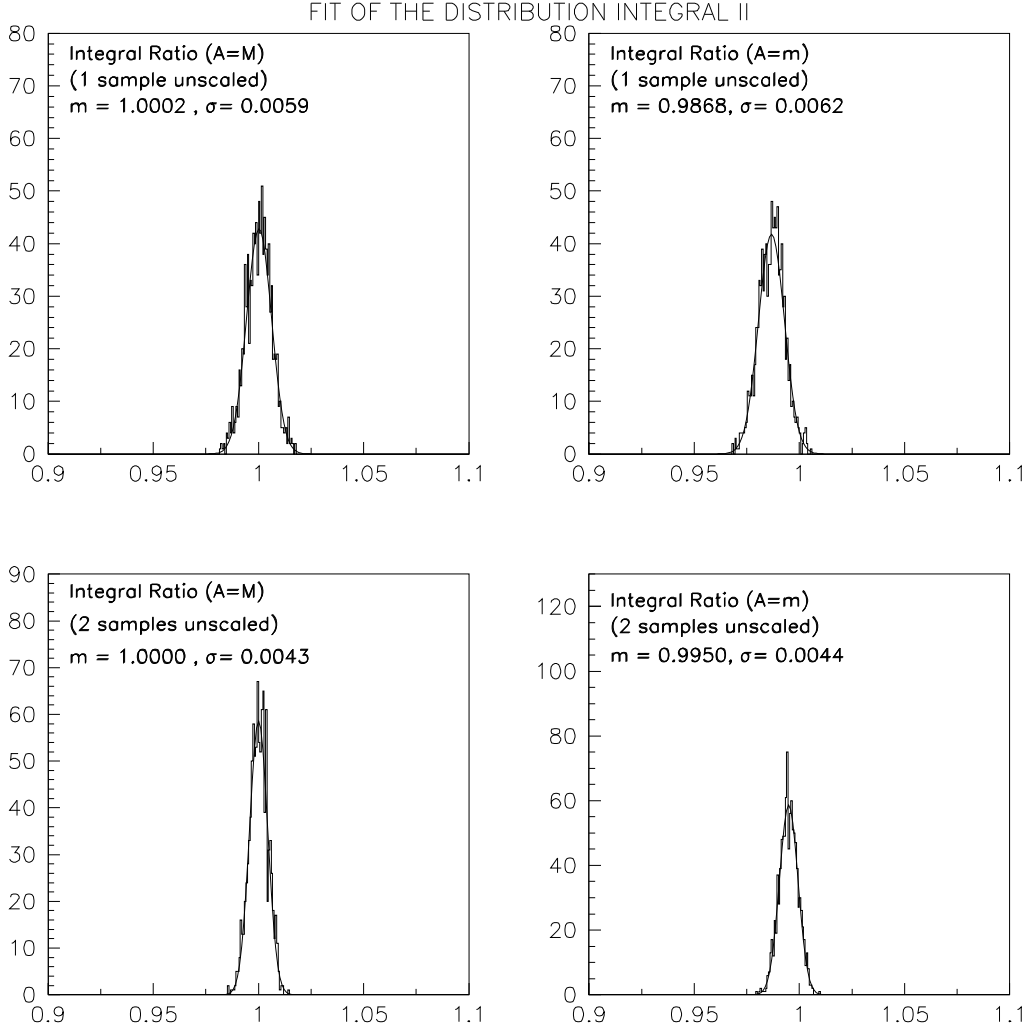 FIT OF THE DISTRIBUTION INTEGRAL II
Integral Ratio (A=M)
(1 sample unscaled)
m = 1.0002 , σ= 0.0059
80
70
60
50
40
30
20
10
0
0.9 0.95 1 1.05 1.1
Integral Ratio (A=m)
(1 sample unscaled)
m = 0.9868, σ= 0.0062
80
70
60
50
40
30
20
10
0
0.9 0.95 1 1.05 1.1
Integral Ratio (A=M)
(2 samples unscaled)
m = 1.0000 , σ= 0.0043
90
80
70
60
50
40
30
20
10
0
0.9 0.95 1 1.05 1.1
Integral Ratio (A=m)
(2 samples unscaled)
m = 0.9950, σ= 0.0044
120
100
80
60
40
20
0
0.9 0.95 1 1.05 1.1